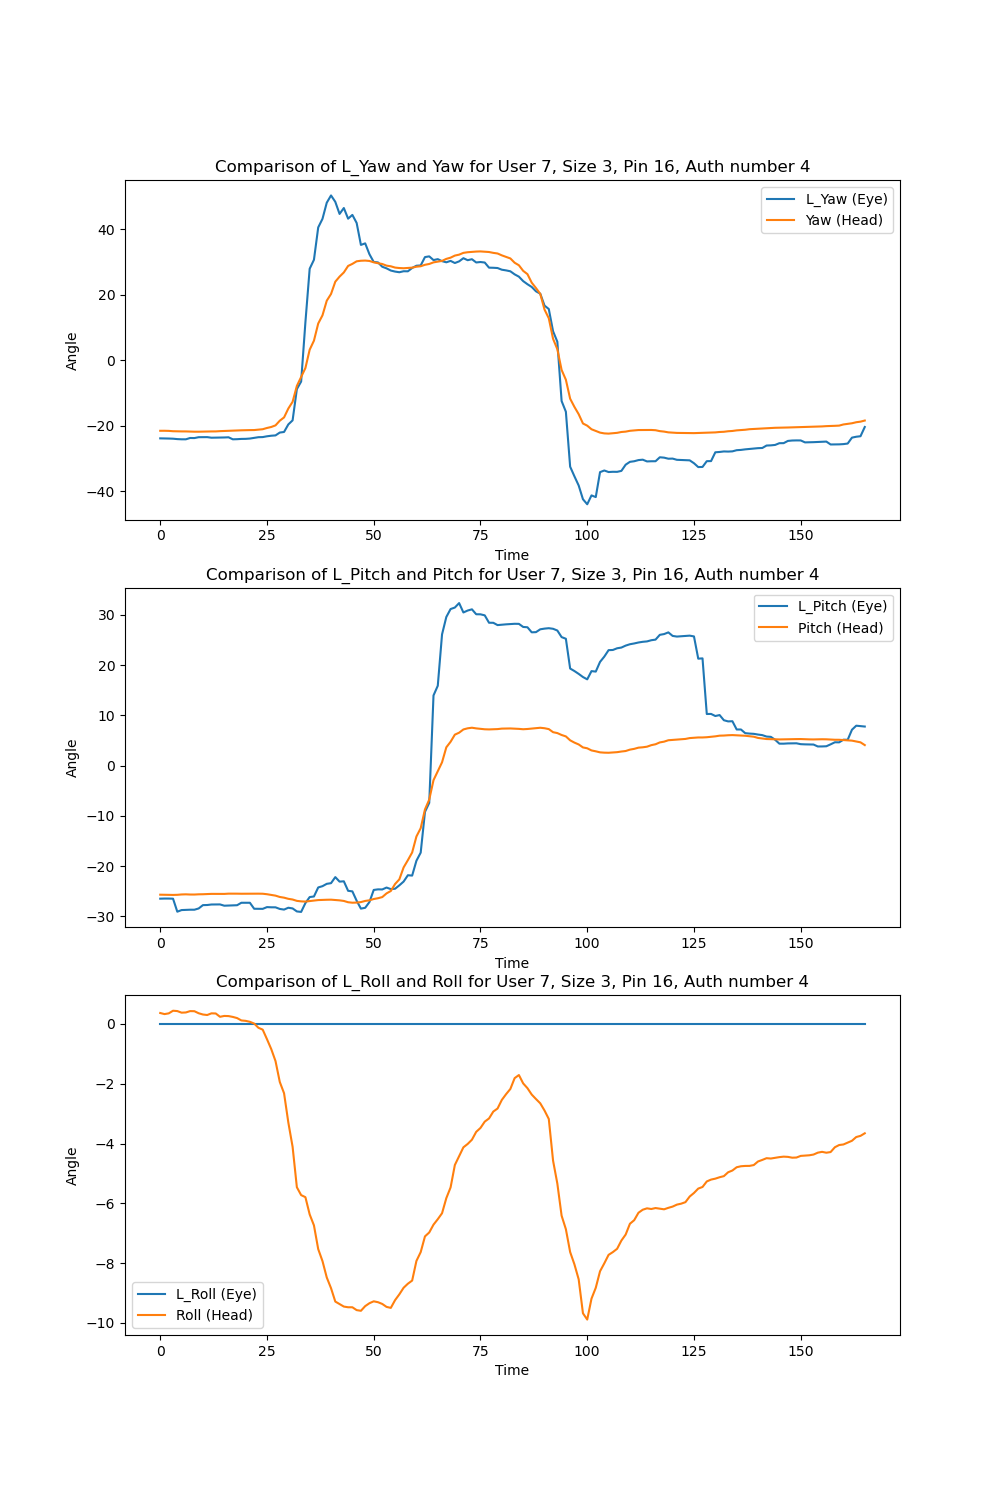 Comparison of L_Yaw and Yaw for User 7, Size 3, Pin 16, Auth number 4
L_Yaw (Eye)
Yaw (Head)
40
20
0
−20
−40
Angle
0 25 50 75 100 125 150
Time
Comparison of L_Pitch and Pitch for User 7, Size 3, Pin 16, Auth number 4
L_Pitch (Eye)
Pitch (Head)
30
20
10
0
−10
−20
−30
Angle
0 25 50 75 100 125 150
Time
Comparison of L_Roll and Roll for User 7, Size 3, Pin 16, Auth number 4
0
−2
−4
−6
−8
−10
Angle
L_Roll (Eye)
Roll (Head)
0 25 50 75 100 125 150
Time